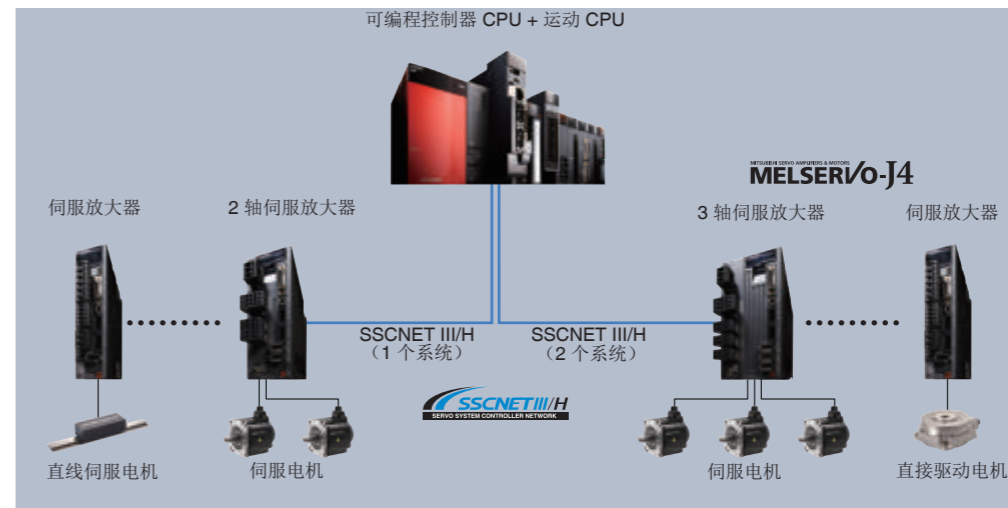 可编程控制器 CPU + 运动 CPU
MITSUBISHI SERVO AMPLIFIERS & MOTORS
MELSERVO-J4
伺服放大器
2 轴伺服放大器
3 轴伺服放大器
伺服放大器
SSCNET III/H
（1 个系统）
SSCNET III/H
（2 个系统）
SSCNETIII/H
SERVO SYSTEM CONTROLLER NETWORK
直线伺服电机
伺服电机
伺服电机
直接驱动电机